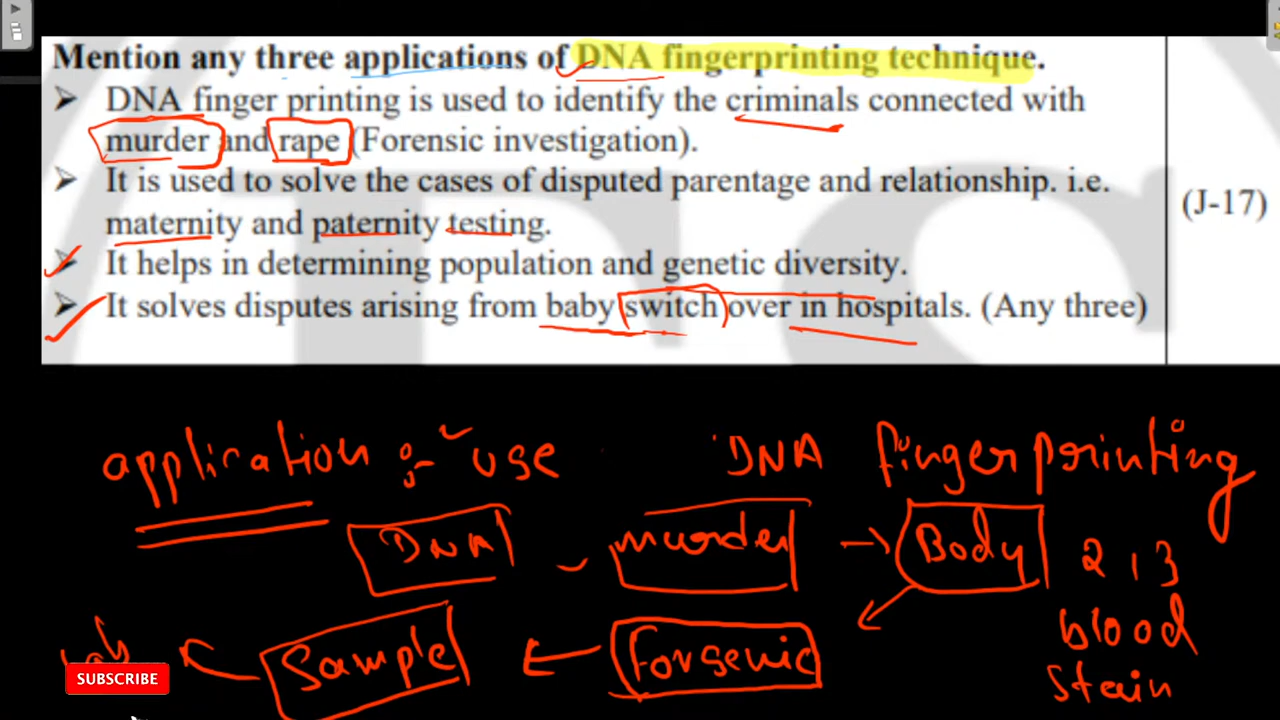 Mention any three applications of DNA fingerprinting technique.
➤ DNA finger printing is used to identify the criminals connected with
murder and rape (Forensic investigation).
➤ It is used to solve the cases of disputed parentage and relationship. i.e.
maternity and paternity testing.
(J-17)
➤ It helps in determining population and genetic diversity.
➤ It solves disputes arising from baby switch over in hospitals. (Any three)
application :- use DNA fingerprinting
DNA - murder → Body 2, 3
blood
stain
Sample ← Forsenic
SUBSCRIBE